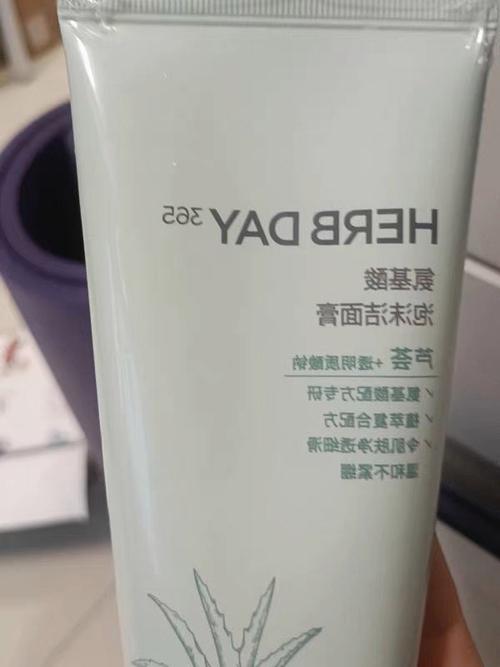 HERB DAY 365
氨基酸
泡沫洁面膏
芦荟 + 透明质酸钠
✓ 氨基酸配方专研
✓ 植萃复合配方
✓ 令肌肤净透细滑
温和不紧绷